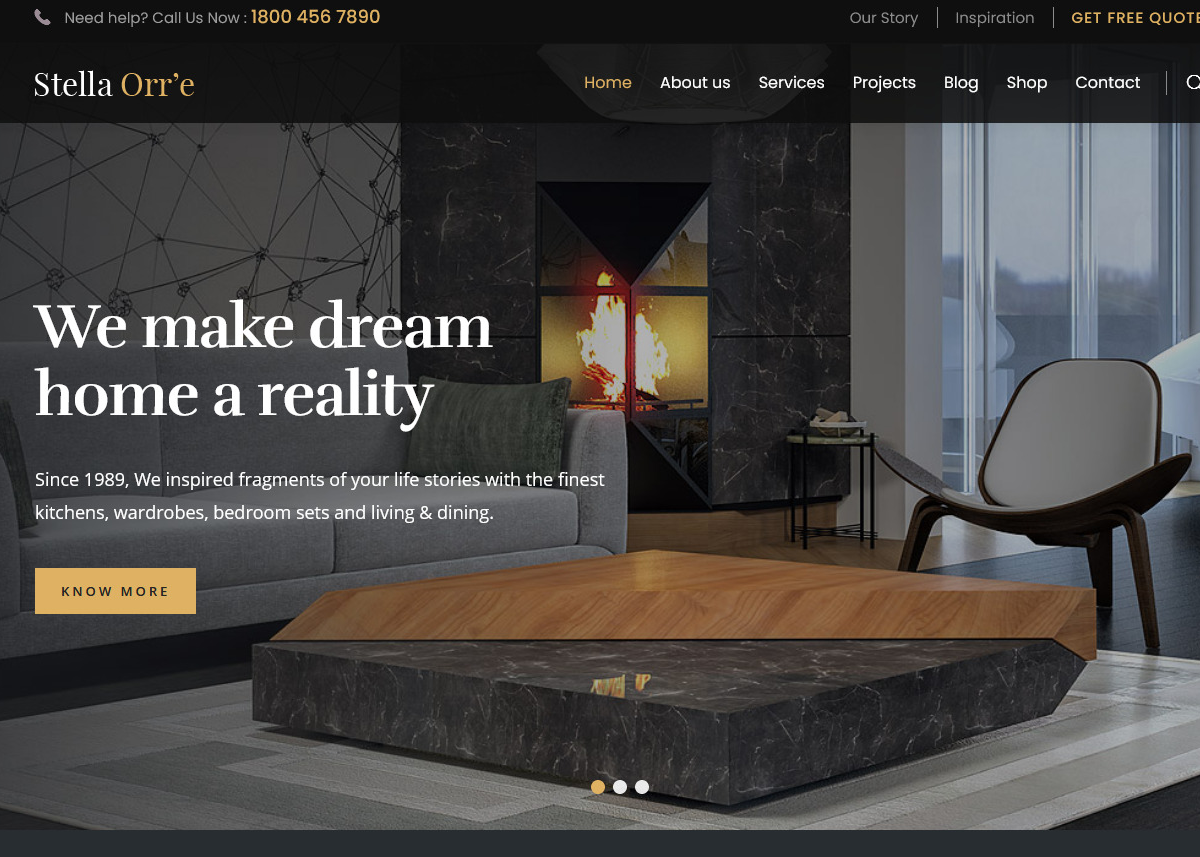 Need help? Call Us Now : 1800 456 7890
Our Story
Inspiration
GET FREE QUOTE
Stella Orr’e
Home
About us
Services
Projects
Blog
Shop
Contact
We make dream
home a reality
Since 1989, We inspired fragments of your life stories with the finest
kitchens, wardrobes, bedroom sets and living & dining.
KNOW MORE